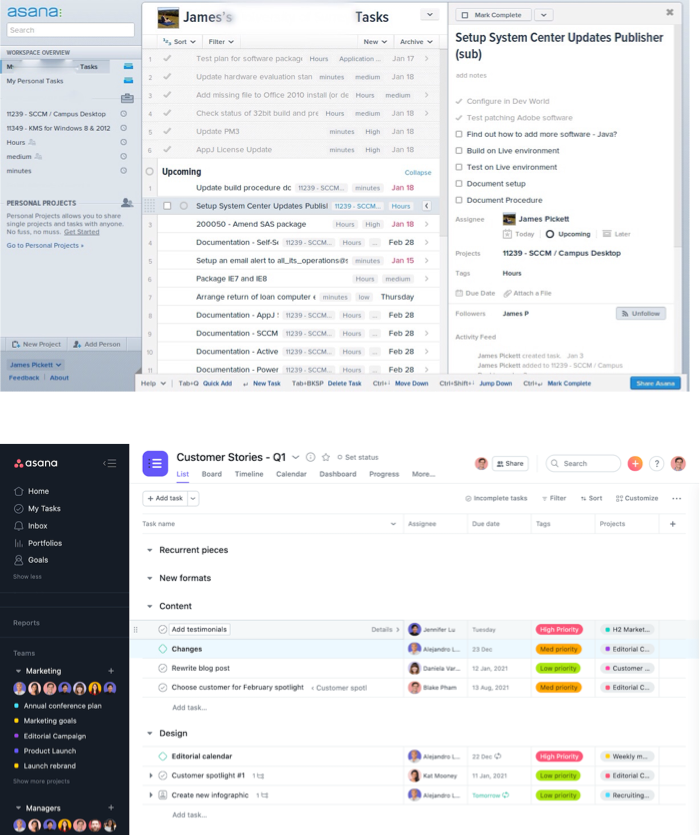 asana:
Search
WORKSPACE OVERVIEW
Tasks
My Personal Tasks
11239 - SCCM / Campus Desktop
11349 - KMS for Windows 8 & 2012
Hours
medium
minutes
PERSONAL PROJECTS
Personal Projects allows you to share
single projects and tasks with anyone.
No fuss, no muss. Get Started
Go to Personal Projects »
New Project Add Person
James Pickett
Feedback About
James's Tasks
Sort Filter New Archive
1 Test plan for software packag Hours Application ... Jan 17
2 Update hardware evaluation stan minutes medium Jan 18
3 Add missing file to Office 2010 install (or de Hours medium
4 Check status of 32bit build and pre Hours medium Jan 18
5 Update PM3 minutes High Jan 18
6 AppJ License Update minutes High Jan 18
Upcoming Collapse
1 Update build procedure dc 11239 - SCCM... minutes Jan 18
Setup System Center Updates Publisl 11239 - SCCM... Hours
3 200050 - Amend SAS package Hours High Jan 18
4 Documentation - Self-Se 11239 - SCCM... Hours ... Feb 28
5 Setup an email alert to all_its_operations@s minutes Jan 15
6 Package IE7 and IE8 Hours medium
7 Arrange return of loan computer minutes low Thursday
8 Documentation - AppJ 11239 - SCCM... Hours ... Feb 28
9 Documentation - SCCM 11239 - SCCM... Hours ... Feb 28
10 Documentation - Active 11239 - SCCM... Hours ... Feb 28
11 Documentation - Power 11239 - SCCM... Hours ... Feb 28
Mark Complete
Setup System Center Updates Publisher
(sub)
add notes
Configure in Dev World
Test patching Adobe software
Find out how to add more software - Java?
Build on Live environment
Test on Live environment
Document setup
Document Procedure
Assignee James Pickett
Today Upcoming Later
Projects 11239 - SCCM / Campus Desktop
Tags Hours
Due Date Attach a File
Followers James P Unfollow
Activity Feed
James Pickett created task. Jan 3
James Pickett added to 11239 - SCCM / Campus
Help Tab+Q Quick Add New Task Tab+BKSP Delete Task Ctrl+ Move Down Ctrl+Shift+ Jump Down Ctrl+ Mark Complete Share Asana
asana
Home
My Tasks
Inbox
Portfolios
Goals
Show less
Reports
Teams
Marketing +
Annual conference plan
Marketing goals
Editorial Campaign
Product Launch
Launch rebrand
Show more projects
Managers +
Customer Stories - Q1 Set status
List Board Timeline Calendar Dashboard Progress More...
Share Search + ?
+ Add task Incomplete tasks Filter Sort Customize ...
Task name Assignee Due date Tags Projects +
Recurrent pieces
New formats
Content
Add testimonials Details > Jennifer Lu Tuesday High Priority H2 Market...
Changes Alejandro L... 23 Dec Med priority Editorial C...
Rewrite blog post Daniela Var... 12 Jan, 2021 Low priority Customer ...
Choose customer for February spotlight ‹ Customer spotl Blake Pham 13 Aug, 2021 Med priority Editorial C...
Add task...
Design
Editorial calendar Alejandro L... 22 Dec High Priority Weekly m...
Customer spotlight #1 1 Kat Mooney 11 Jan, 2021 Low priority Editorial C...
Create new infographic 1 Alejandro L... Tomorrow Low priority Recruiting...
Add task...